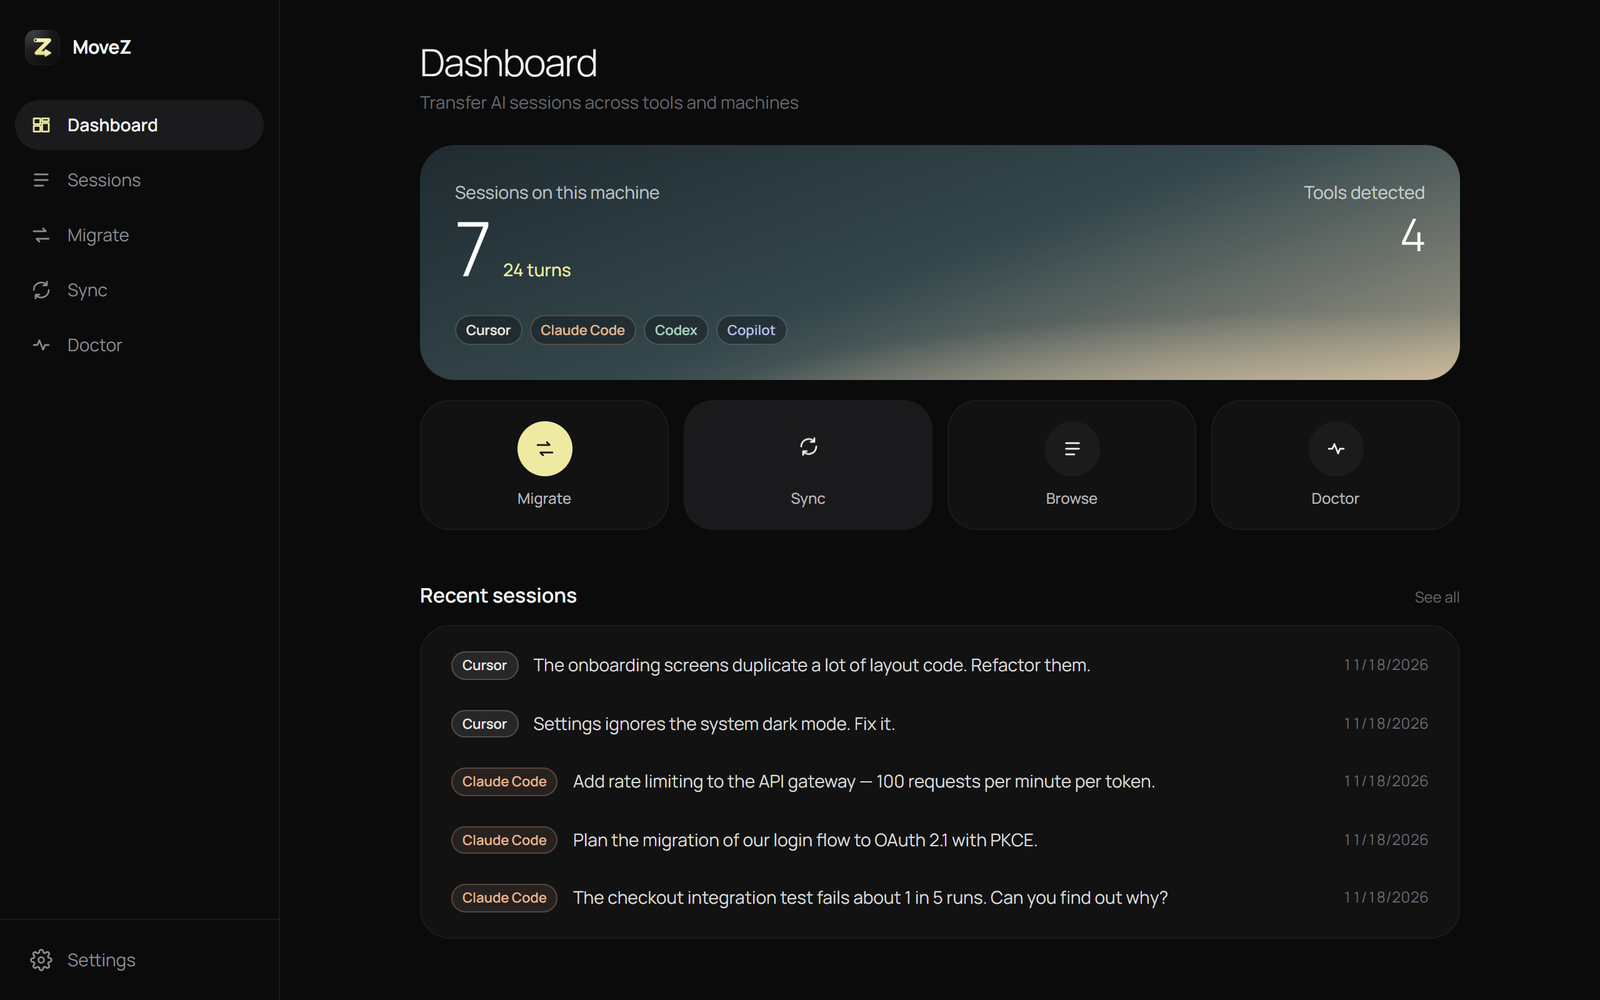 MoveZ
Dashboard
Sessions
Migrate
Sync
Doctor
Settings
Dashboard
Transfer AI sessions across tools and machines
Sessions on this machine
7 24 turns
Tools detected
4
Cursor Claude Code Codex Copilot
Migrate
Sync
Browse
Doctor
Recent sessions See all
Cursor The onboarding screens duplicate a lot of layout code. Refactor them. 11/18/2026
Cursor Settings ignores the system dark mode. Fix it. 11/18/2026
Claude Code Add rate limiting to the API gateway — 100 requests per minute per token. 11/18/2026
Claude Code Plan the migration of our login flow to OAuth 2.1 with PKCE. 11/18/2026
Claude Code The checkout integration test fails about 1 in 5 runs. Can you find out why? 11/18/2026